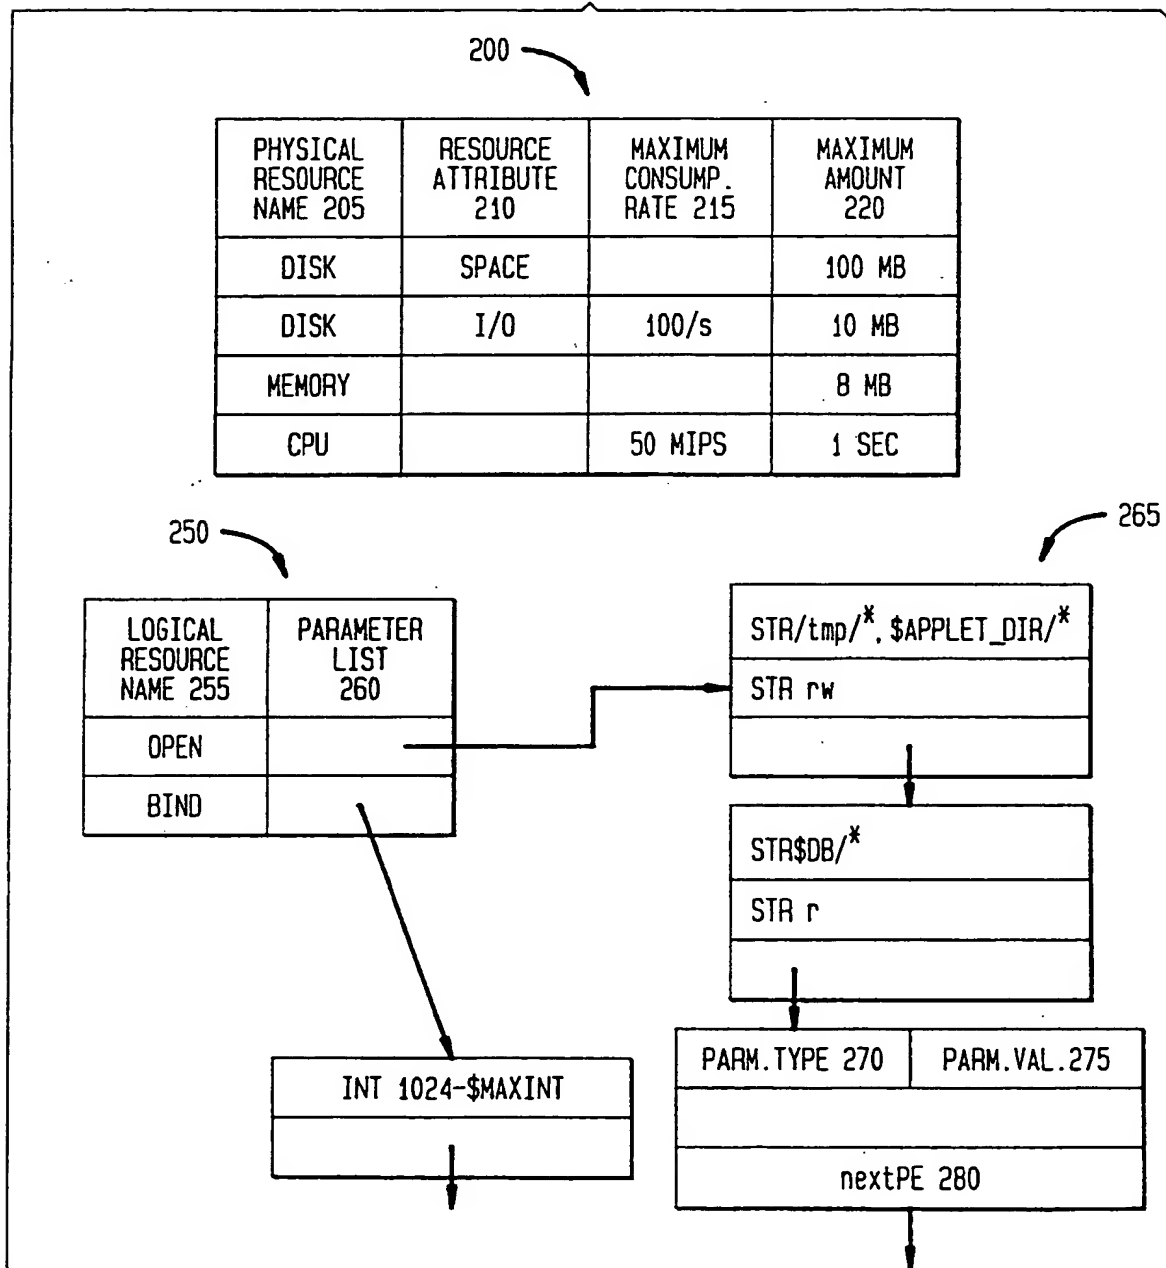 200
PHYSICAL RESOURCE NAME 205 RESOURCE ATTRIBUTE 210 MAXIMUM CONSUMP. RATE 215 MAXIMUM AMOUNT 220
DISK SPACE 100 MB
DISK I/O 100/s 10 MB
MEMORY 8 MB
CPU 50 MIPS 1 SEC
250
LOGICAL RESOURCE NAME 255 PARAMETER LIST 260
OPEN
BIND
265
STR/tmp/*, $APPLET_DIR/*
STR rw
STR$DB/*
STR r
INT 1024-$MAXINT
PARM.TYPE 270 PARM.VAL.275
nextPE 280